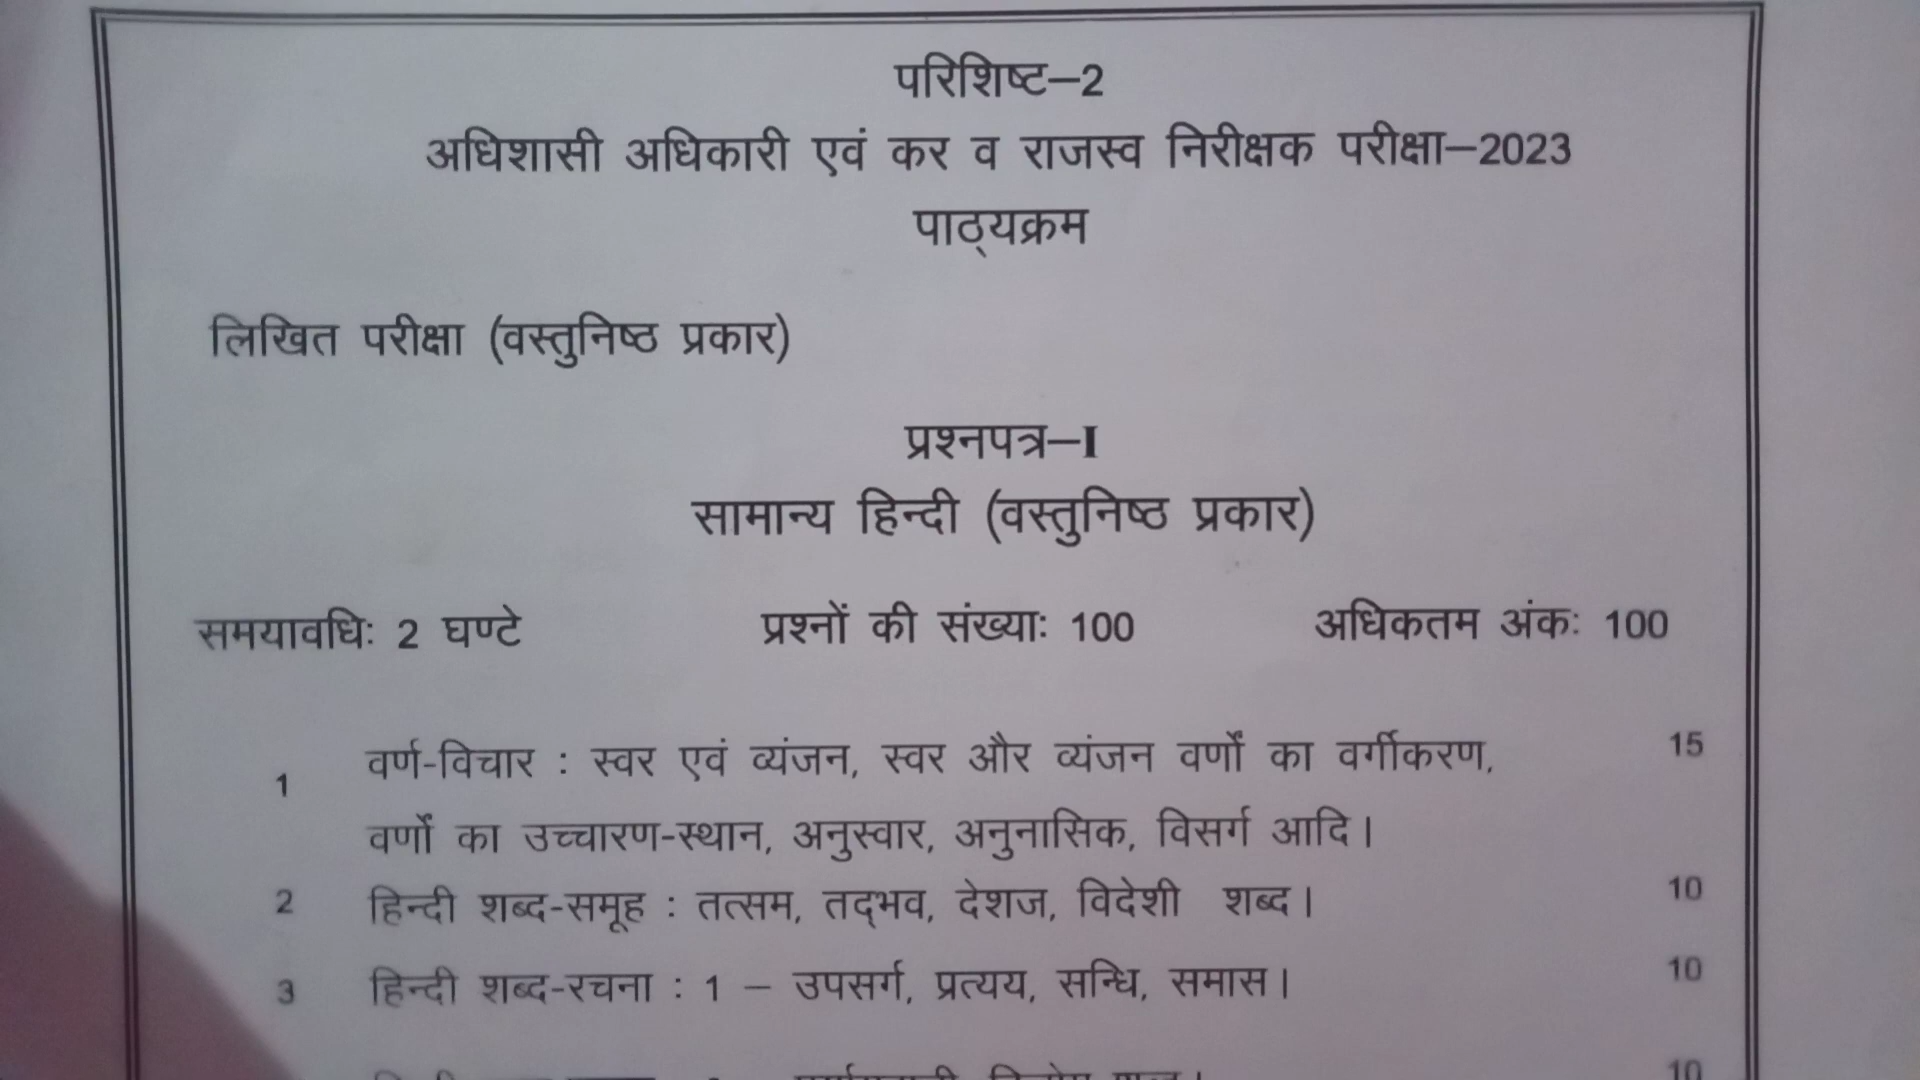 परिशिष्ट–2
अधिशासी अधिकारी एवं कर व राजस्व निरीक्षक परीक्षा–2023
पाठ्यक्रम
लिखित परीक्षा (वस्तुनिष्ठ प्रकार)
प्रश्नपत्र–I
सामान्य हिन्दी (वस्तुनिष्ठ प्रकार)
समयावधिः 2 घण्टे प्रश्नों की संख्याः 100 अधिकतम अंकः 100
1 वर्ण-विचार : स्वर एवं व्यंजन, स्वर और व्यंजन वर्णों का वर्गीकरण, 15
वर्णों का उच्चारण-स्थान, अनुस्वार, अनुनासिक, विसर्ग आदि।
2 हिन्दी शब्द-समूह : तत्सम, तद्भव, देशज, विदेशी शब्द। 10
3 हिन्दी शब्द-रचना : 1 – उपसर्ग, प्रत्यय, सन्धि, समास। 10
10